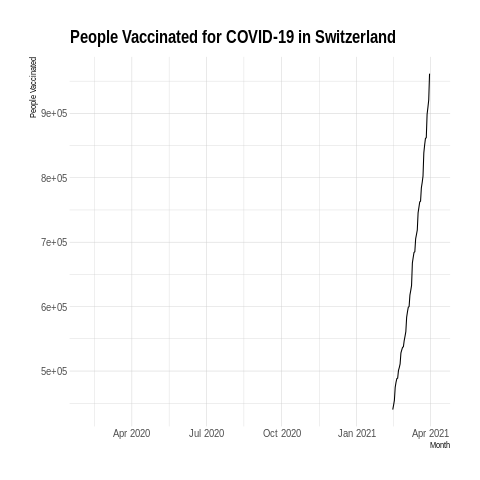 People Vaccinated for COVID-19 in Switzerland
People Vaccinated
9e+05
8e+05
7e+05
6e+05
5e+05
Apr 2020 Jul 2020 Oct 2020 Jan 2021 Apr 2021
Month